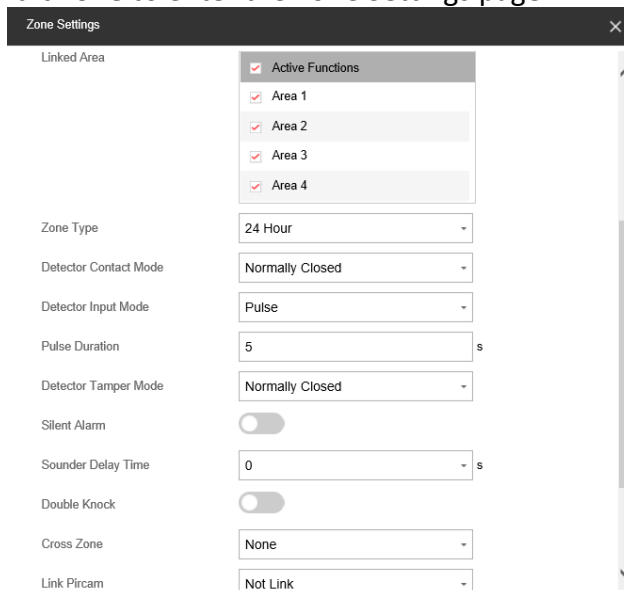 Zone Settings
Linked Area
Active Functions
Area 1
Area 2
Area 3
Area 4
Zone Type 24 Hour
Detector Contact Mode Normally Closed
Detector Input Mode Pulse
Pulse Duration 5 s
Detector Tamper Mode Normally Closed
Silent Alarm
Sounder Delay Time 0 s
Double Knock
Cross Zone None
Link Pircam Not Link